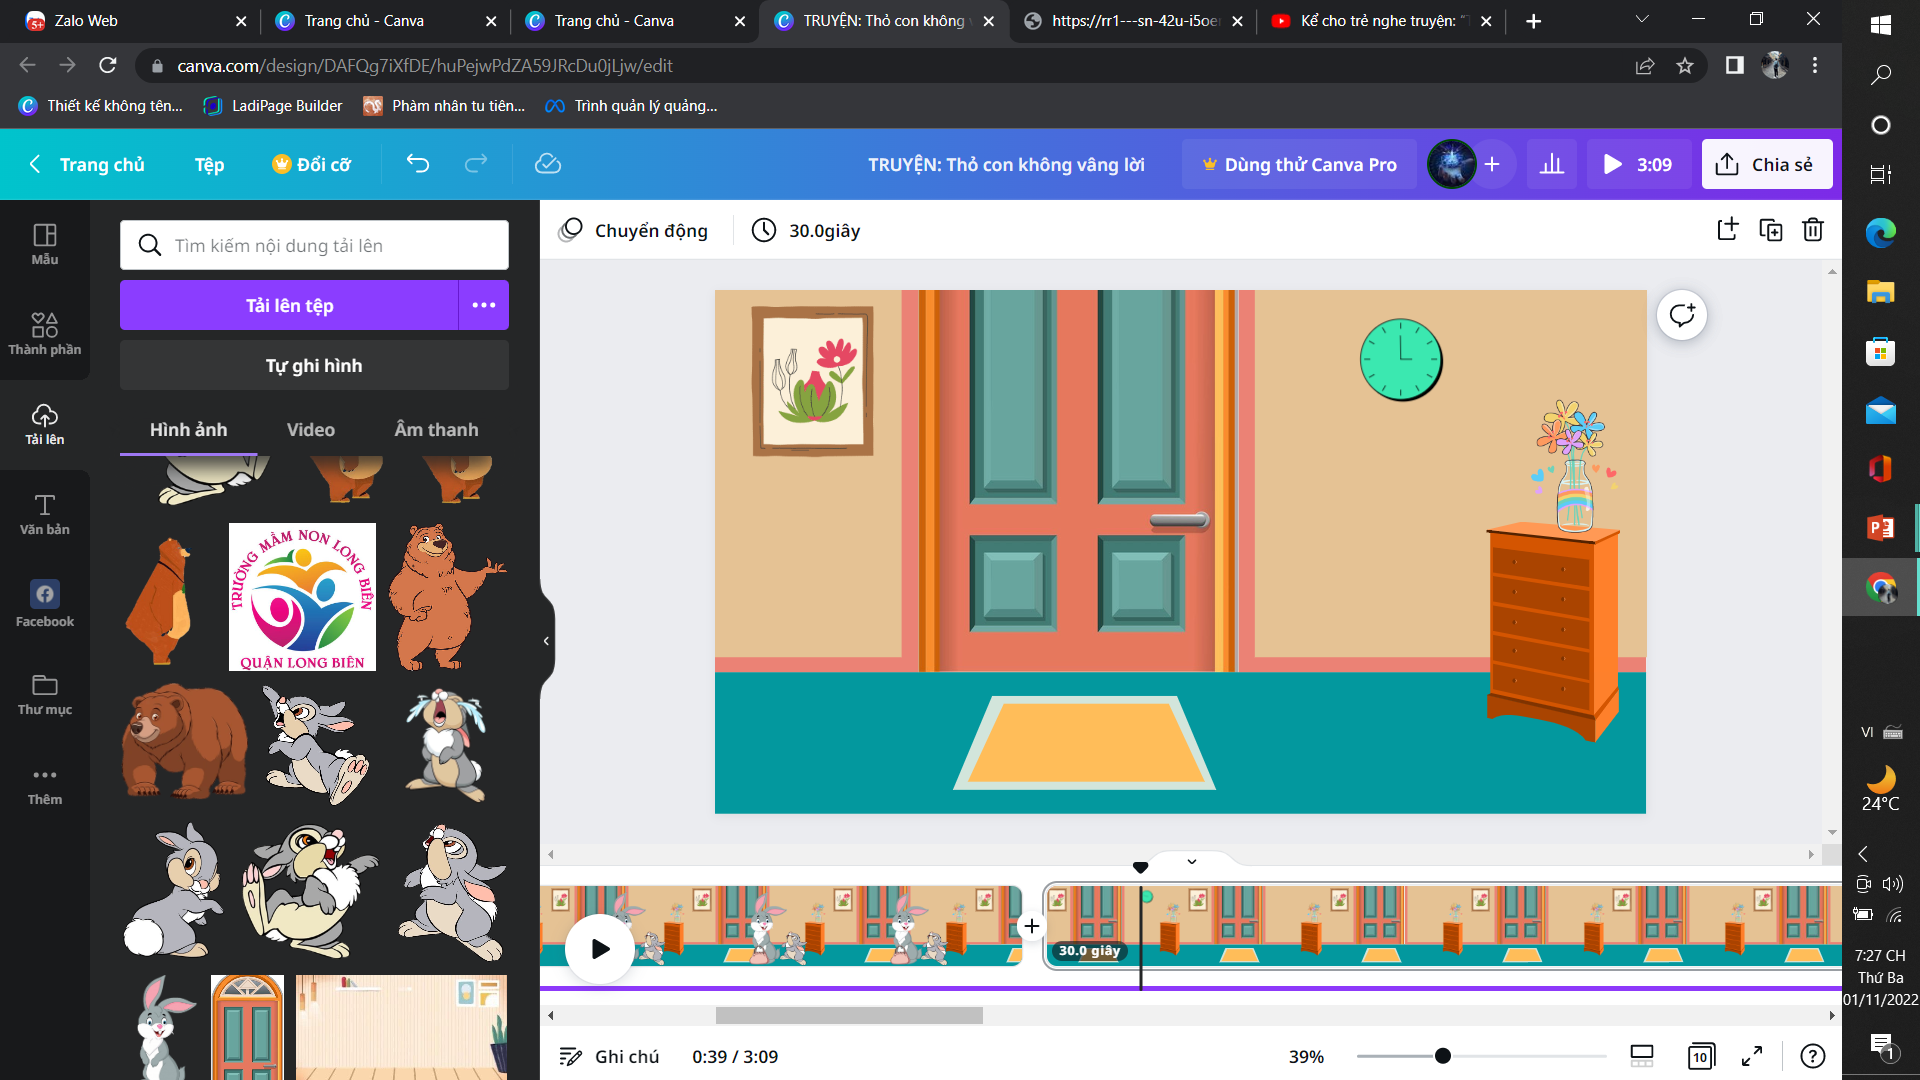 Zalo Web
Trang chủ - Canva
Trang chủ - Canva
TRUYỆN: Thỏ con không
https://rr1---sn-42u-i5oe
Kể cho trẻ nghe truyện: "
canva.com/design/DAFQg7iXfDE/huPejwPdZA59JRcDu0jLjw/edit
Thiết kế không tên...
LadiPage Builder
Phàm nhân tu tiên...
Trình quản lý quảng...
Trang chủ
Tệp
Đổi cỡ
TRUYỆN: Thỏ con không vâng lời
Dùng thử Canva Pro
3:09
Chia sẻ
Mẫu
Thành phần
Tải lên
Văn bản
Facebook
Thư mục
Thêm
Tìm kiếm nội dung tải lên
Tải lên tệp
Tự ghi hình
Hình ảnh
Video
Âm thanh
TRƯỜNG MẦM NON LONG BIÊN
QUẬN LONG BIÊN
Chuyển động
30.0giây
30.0 giây
Ghi chú
0:39 / 3:09
39%
10
VI
24°C
7:27 CH
Thứ Ba
01/11/2022
1